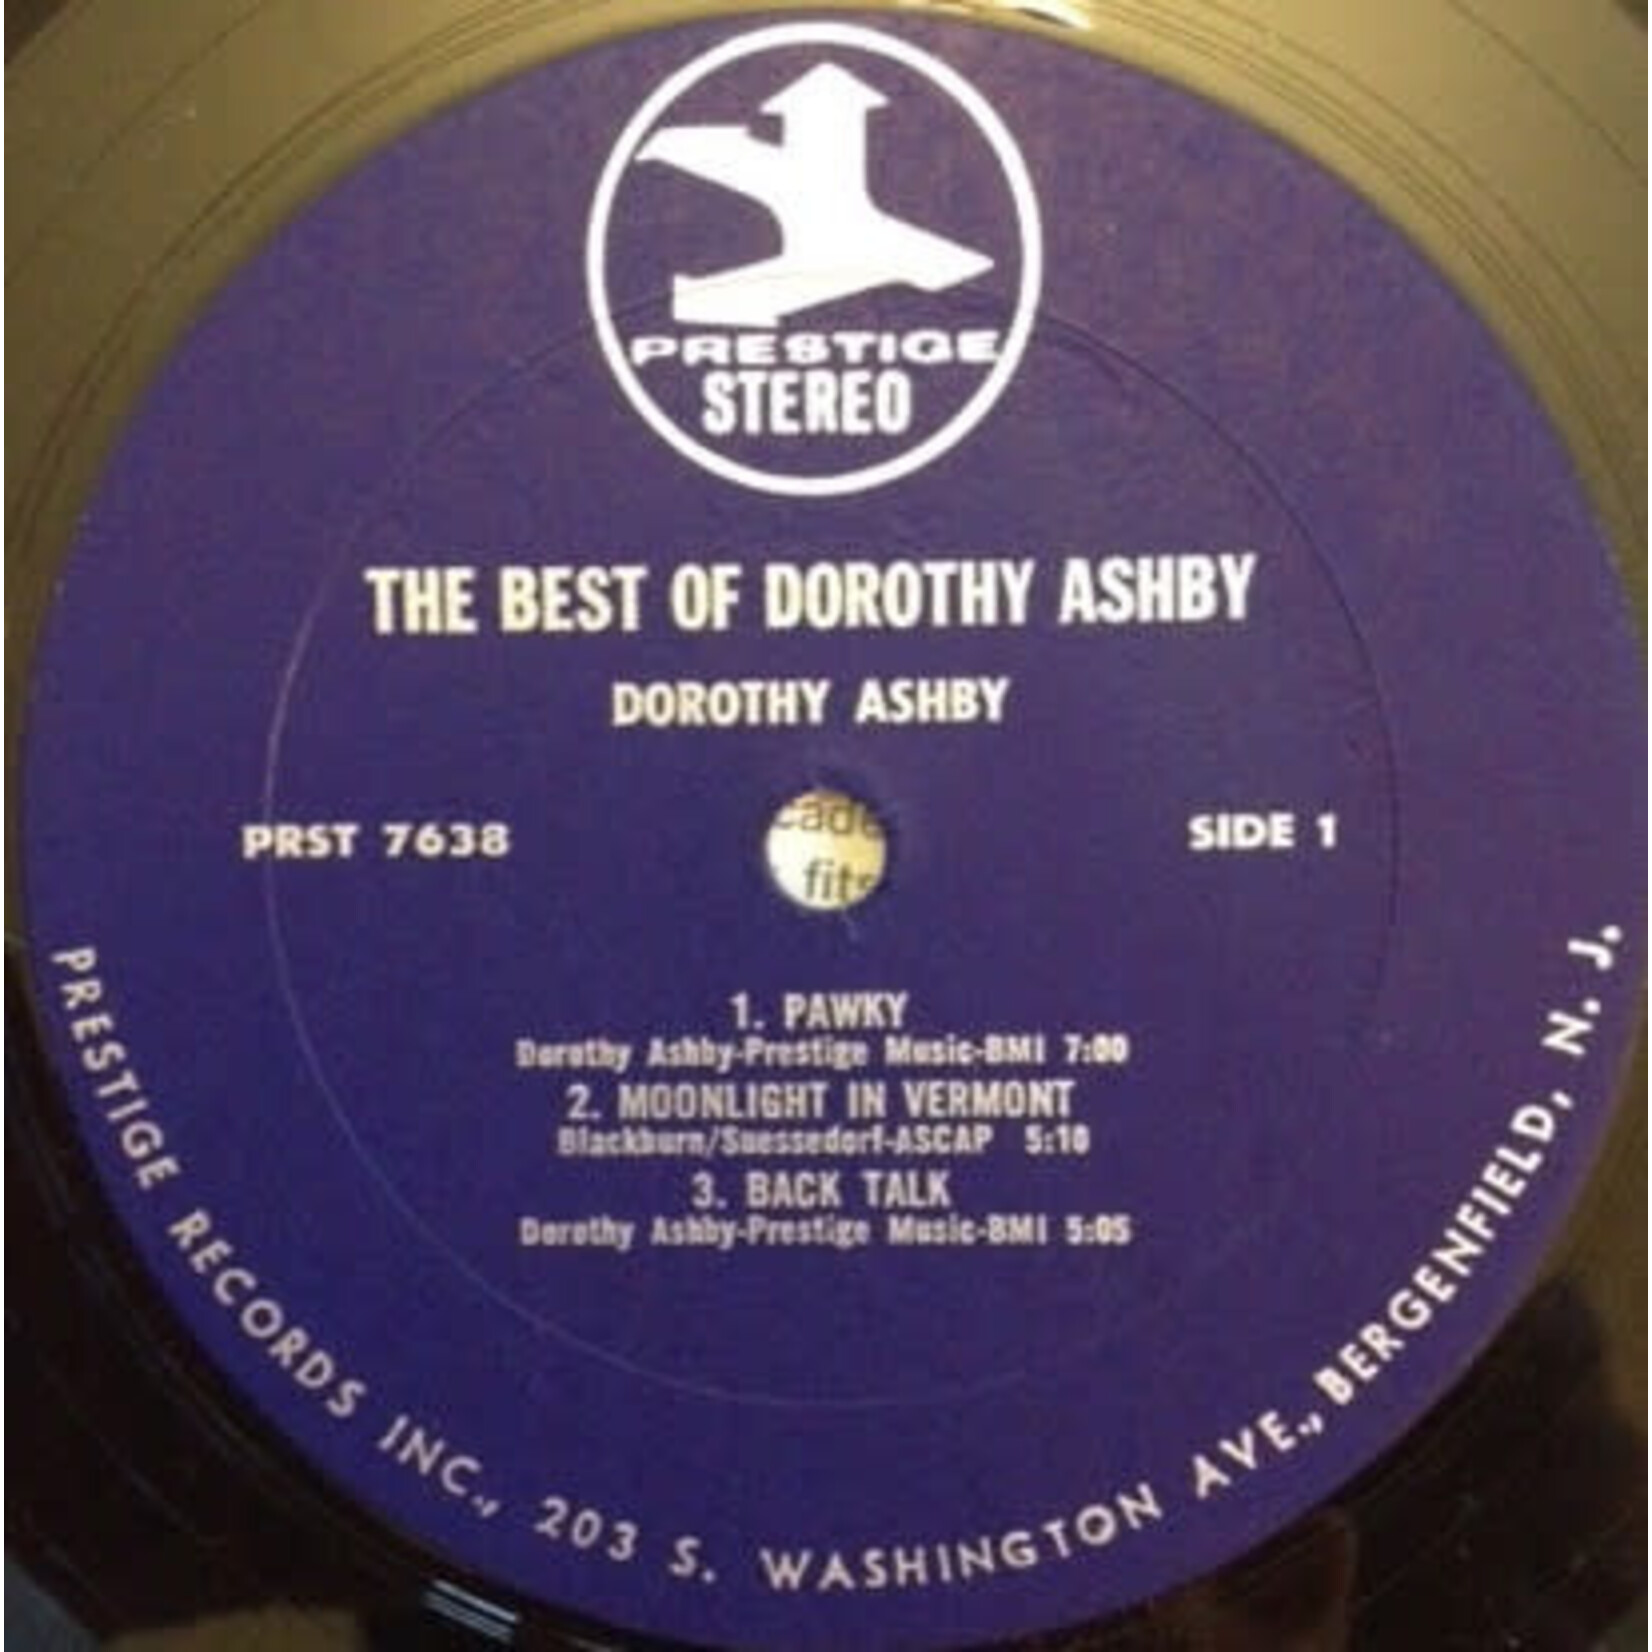 PRESTIGE
STEREO
THE BEST OF DOROTHY ASHBY
DOROTHY ASHBY
PRST 7638
SIDE 1
1. PAWKY
Dorothy Ashby-Prestige Music-BMI 7:00
2. MOONLIGHT IN VERMONT
Blackburn/Suessedorf-ASCAP 5:10
3. BACK TALK
Dorothy Ashby-Prestige Music-BMI 5:05
PRESTIGE RECORDS INC., 203 S. WASHINGTON AVE., BERGENFIELD, N. J.